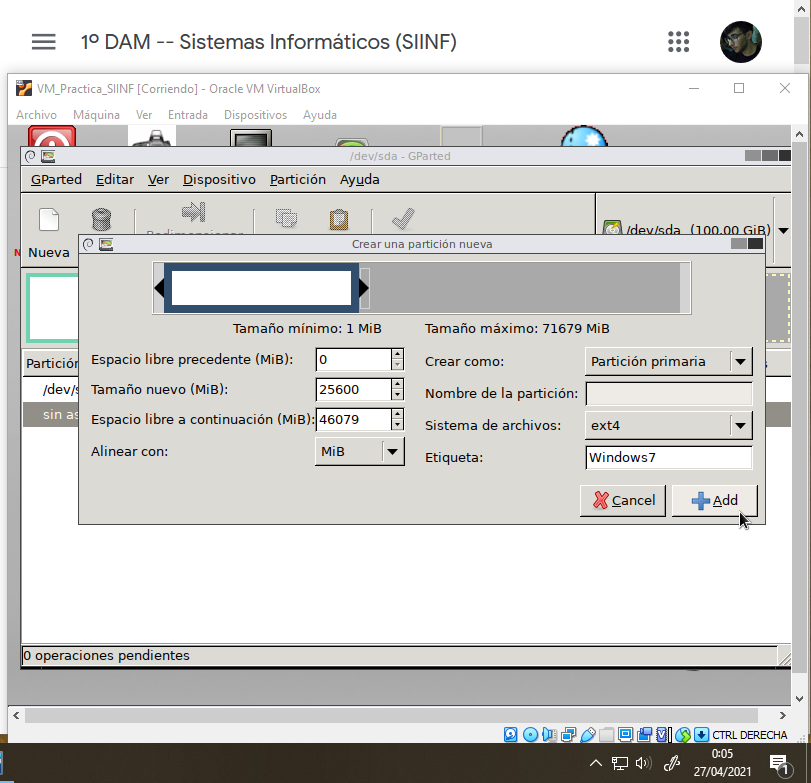 1º DAM -- Sistemas Informáticos (SIINF)
VM_Practica_SIINF [Corriendo] - Oracle VM VirtualBox
Archivo Máquina Ver Entrada Dispositivos Ayuda
/dev/sda - GParted
GParted Editar Ver Dispositivo Partición Ayuda
/dev/sda (100.00 GiB)
Nueva
Crear una partición nueva
Tamaño mínimo: 1 MiB Tamaño máximo: 71679 MiB
Espacio libre precedente (MiB): 0
Crear como: Partición primaria
Tamaño nuevo (MiB): 25600
Nombre de la partición:
Espacio libre a continuación (MiB): 46079
Sistema de archivos: ext4
Alinear con: MiB
Etiqueta: Windows7
Cancel Add
Partición
/dev/s
sin as
0 operaciones pendientes
CTRL DERECHA
0:05
27/04/2021
1